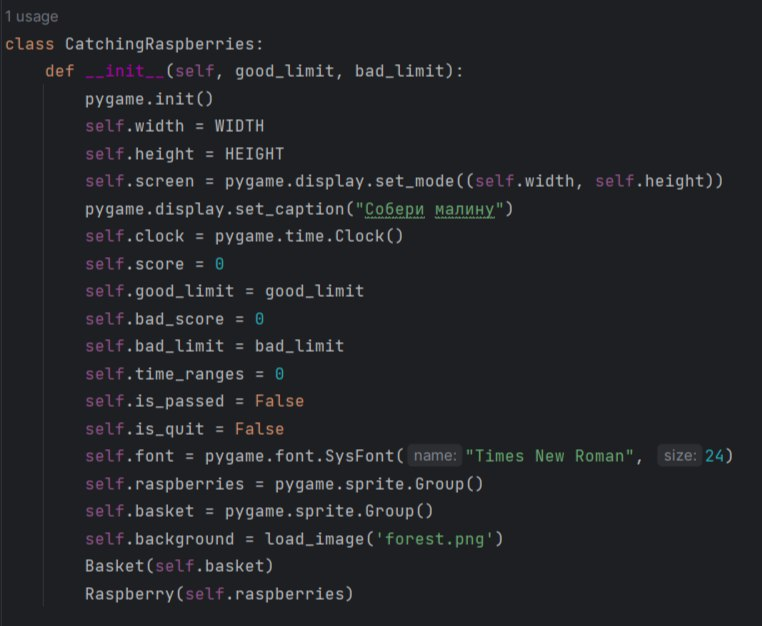 1 usage
class CatchingRaspberries:
    def __init__(self, good_limit, bad_limit):
        pygame.init()
        self.width = WIDTH
        self.height = HEIGHT
        self.screen = pygame.display.set_mode((self.width, self.height))
        pygame.display.set_caption("Собери малину")
        self.clock = pygame.time.Clock()
        self.score = 0
        self.good_limit = good_limit
        self.bad_score = 0
        self.bad_limit = bad_limit
        self.time_ranges = 0
        self.is_passed = False
        self.is_quit = False
        self.font = pygame.font.SysFont( name: "Times New Roman", size: 24)
        self.raspberries = pygame.sprite.Group()
        self.basket = pygame.sprite.Group()
        self.background = load_image('forest.png')
        Basket(self.basket)
        Raspberry(self.raspberries)